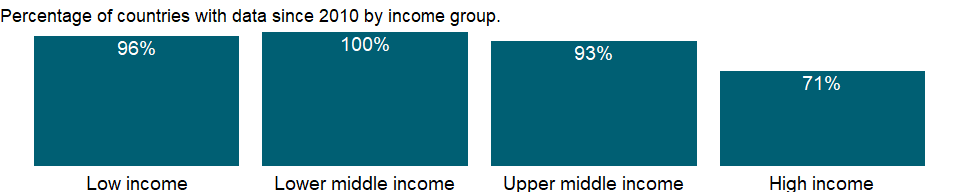 Percentage of countries with data since 2010 by income group.
96% 100% 93% 71%
Low income Lower middle income Upper middle income High income